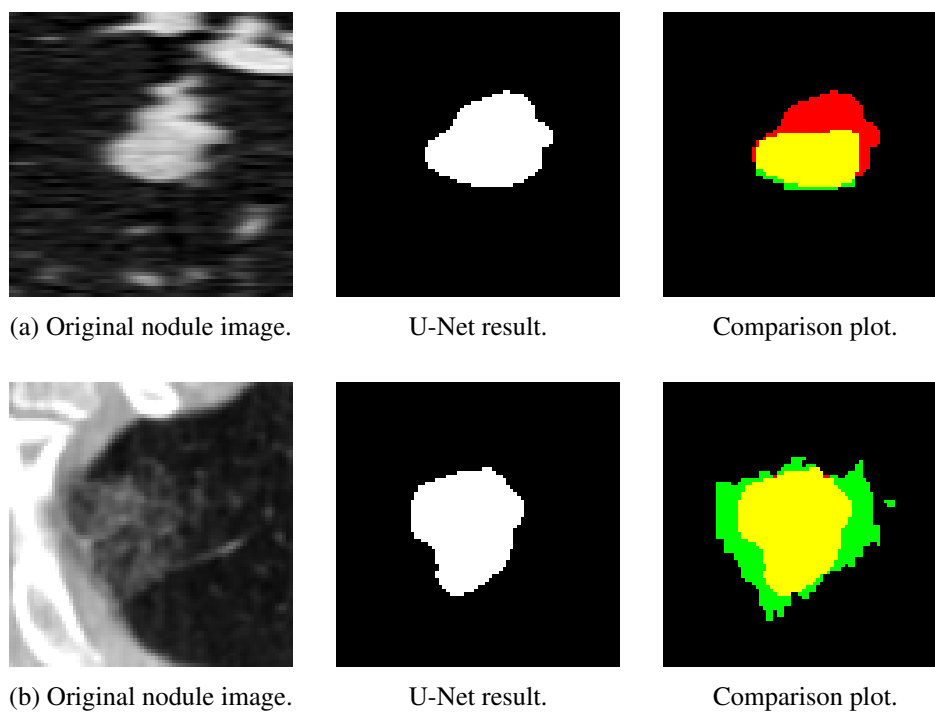 (a) Original nodule image.
U-Net result.
Comparison plot.
(b) Original nodule image.
U-Net result.
Comparison plot.